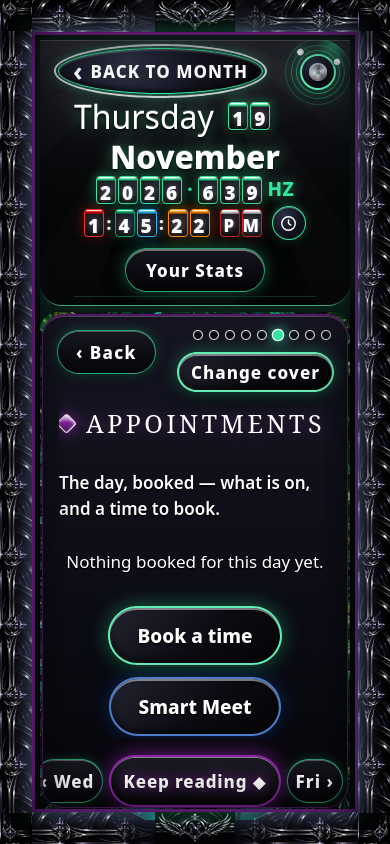 ‹ BACK TO MONTH
Thursday 19
November
2026 · 639 HZ
1:45:22 PM
Your Stats
‹ Back
Change cover
APPOINTMENTS
The day, booked — what is on,
and a time to book.
Nothing booked for this day yet.
Book a time
Smart Meet
‹ Wed
Keep reading ◆
Fri ›